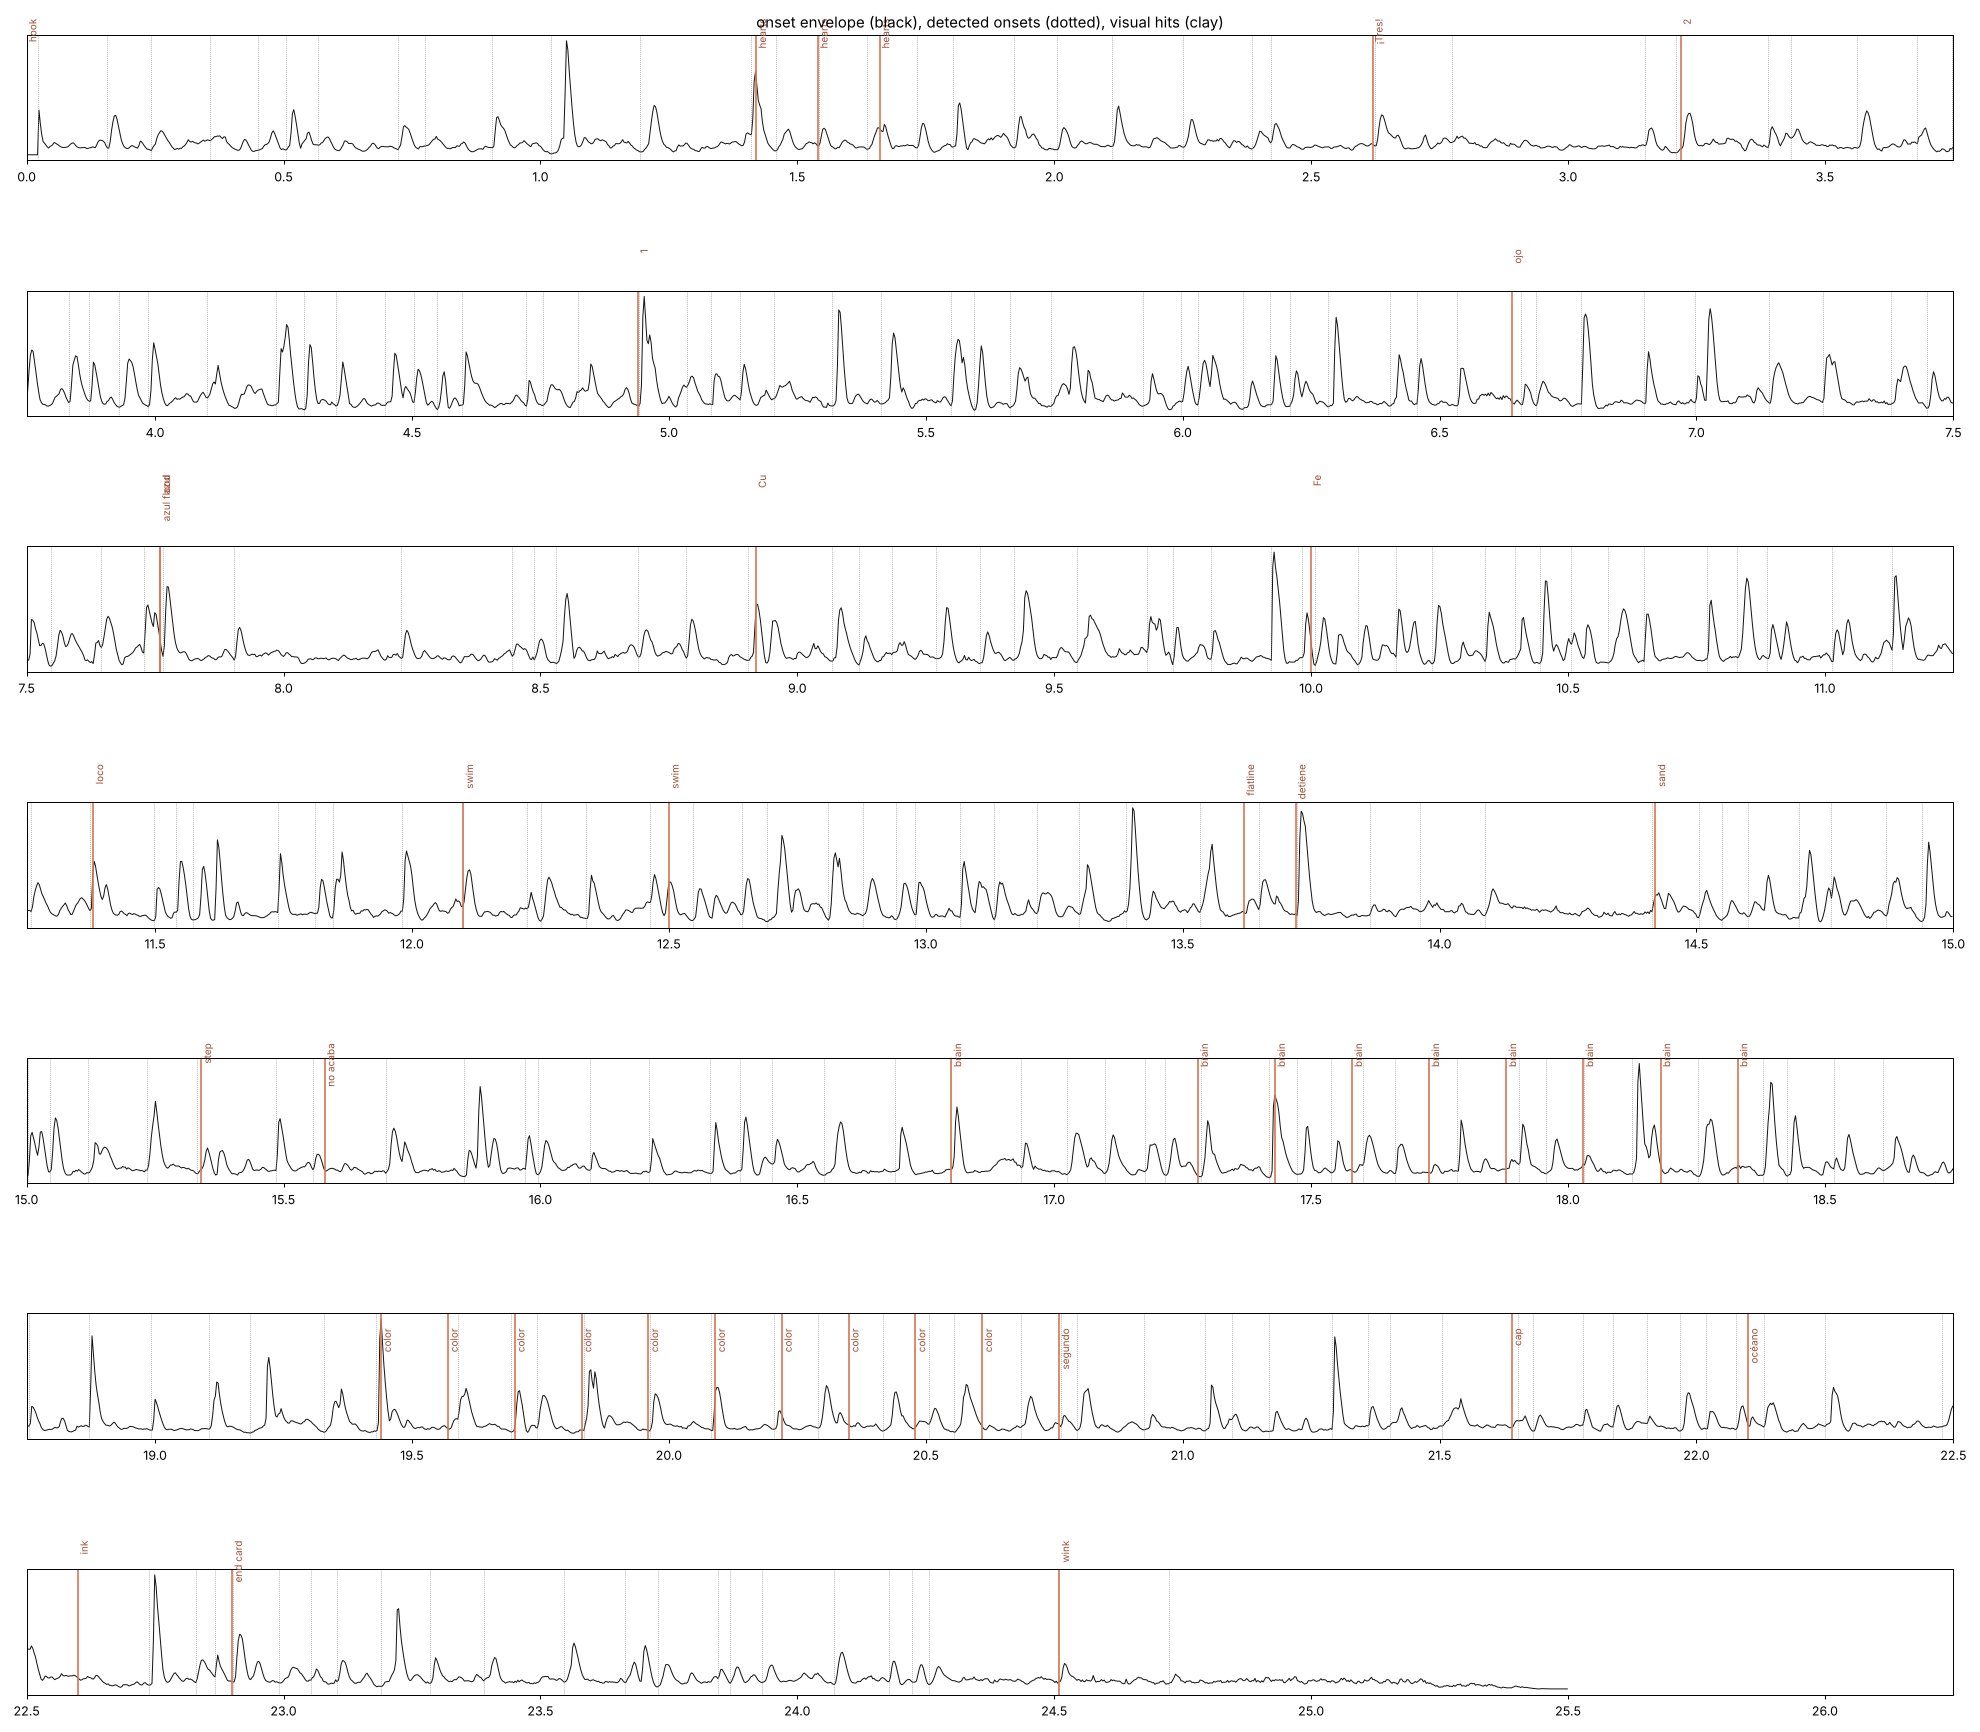 onset envelope (black), detected onsets (dotted), visual hits (clay)
hook
heart
heart
heart
¡Tres!
2
0.0 0.5 1.0 1.5 2.0 2.5 3.0 3.5
1
ojo
4.0 4.5 5.0 5.5 6.0 6.5 7.0 7.5
azul flood
Cu
Fe
7.5 8.0 8.5 9.0 9.5 10.0 10.5 11.0
loco
swim
swim
flatline
detiene
sand
11.5 12.0 12.5 13.0 13.5 14.0 14.5 15.0
step
no acaba
brain
brain
brain
brain
brain
brain
brain
brain
brain
15.0 15.5 16.0 16.5 17.0 17.5 18.0 18.5
color
color
color
color
color
color
color
color
color
color
segundo
cap
océano
19.0 19.5 20.0 20.5 21.0 21.5 22.0 22.5
ink
end card
wink
22.5 23.0 23.5 24.0 24.5 25.0 25.5 26.0